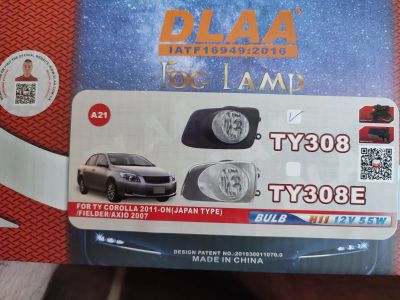 DLAA
IATF16949:2016
FOG LAMP
A21
TY308
TY308E
FOR TY COROLLA 2011-ON(JAPAN TYPE)
/FIELDER/AXIO 2007
BULB H11 12V 55W
DESIGN PATENT NO.:201930011070.0
MADE IN CHINA